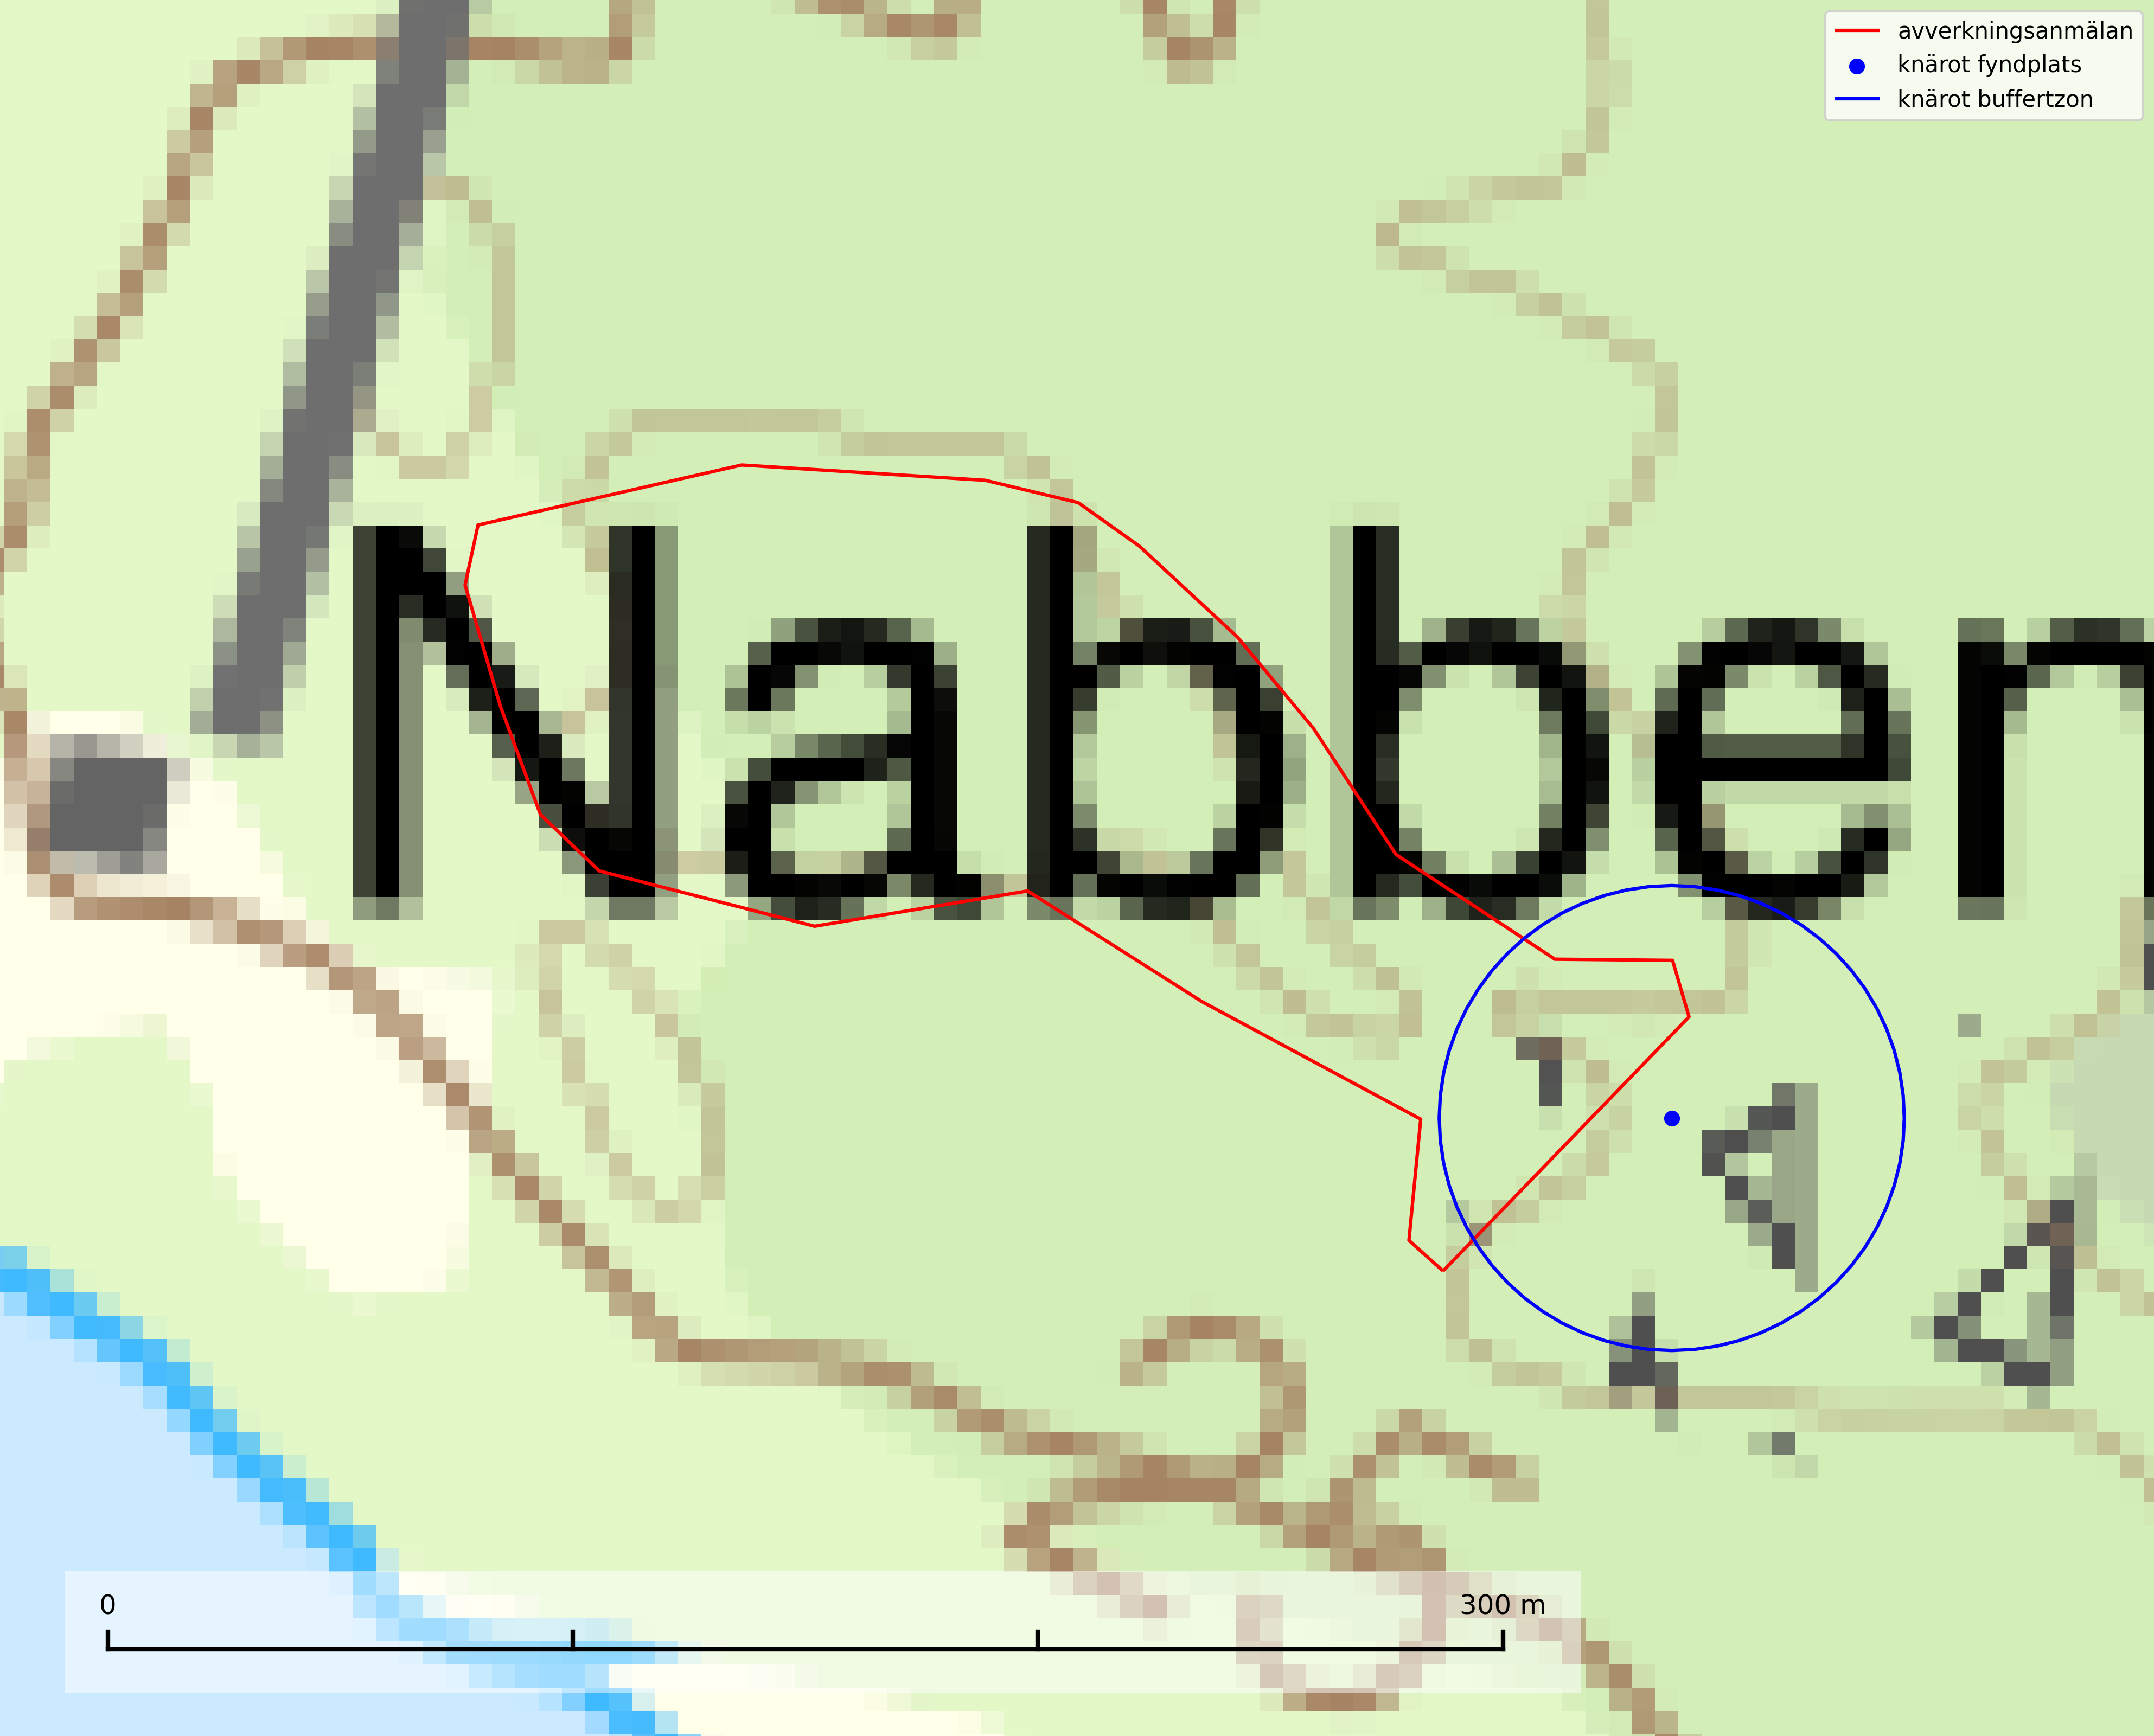 avverkningsanmälan
knärot fyndplats
knärot buffertzon
Nabben
0 300 m